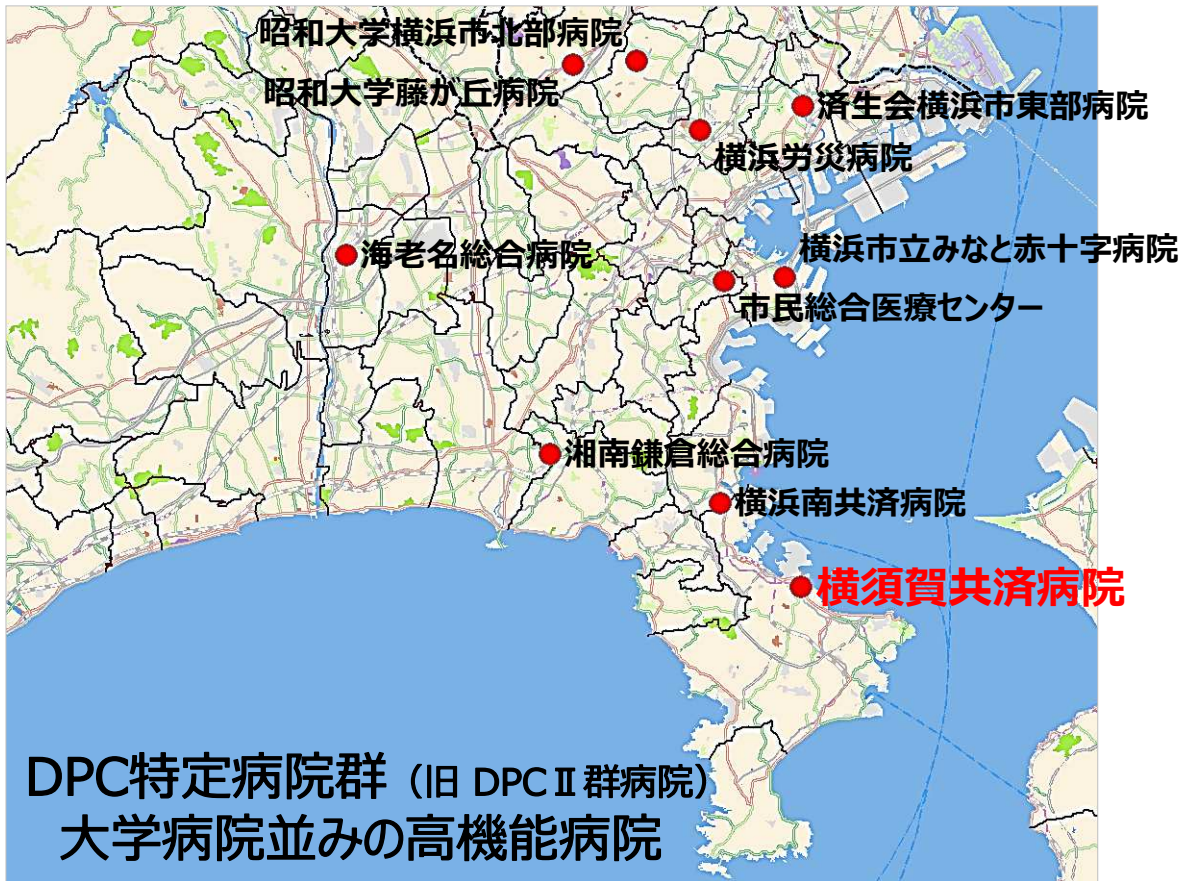 昭和大学横浜市北部病院
昭和大学藤が丘病院
済生会横浜市東部病院
横浜労災病院
海老名総合病院
横浜市立みなと赤十字病院
市民総合医療センター
湘南鎌倉総合病院
横浜南共済病院
横須賀共済病院
DPC特定病院群（旧 DPCⅡ群病院）
大学病院並みの高機能病院